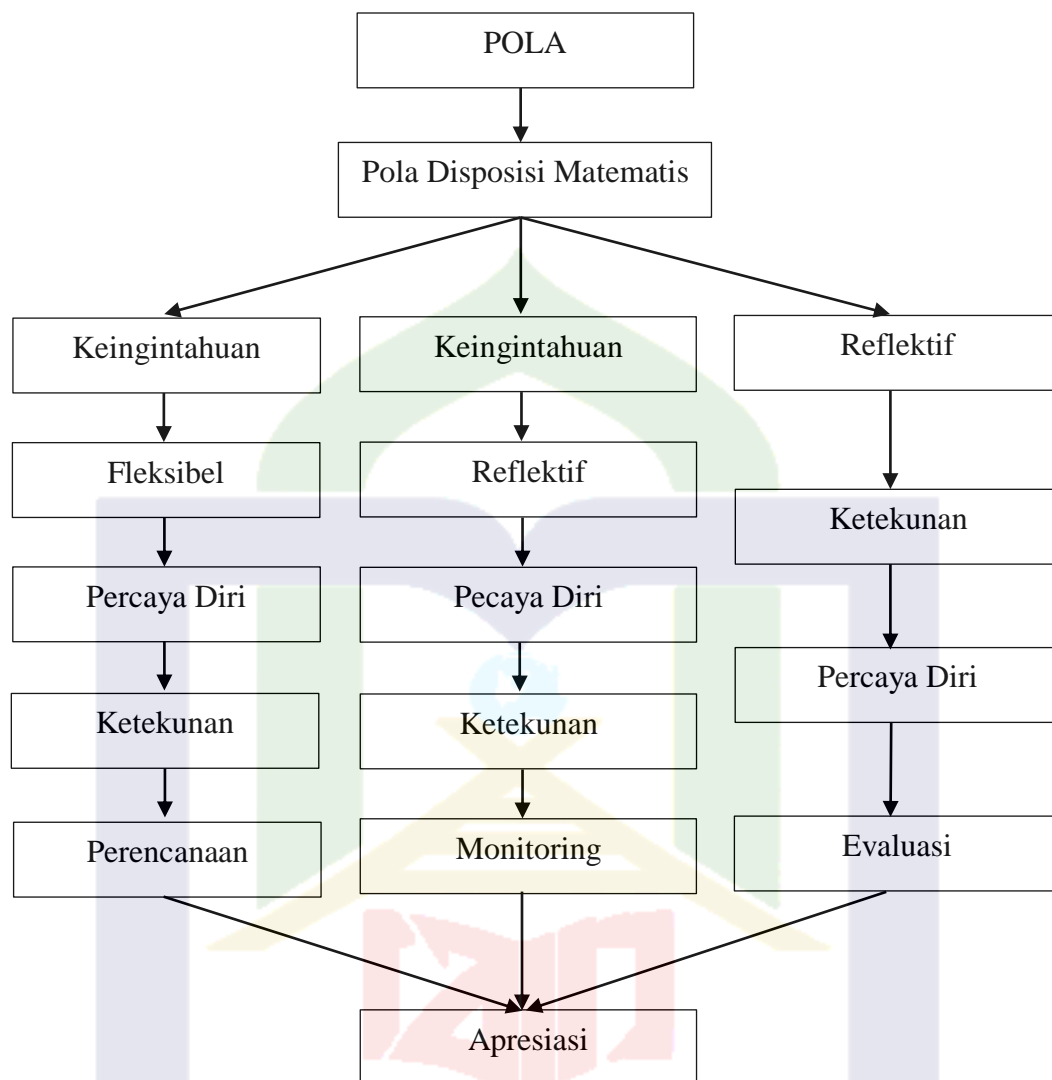 POLA
Pola Disposisi Matematis
Keingintahuan
Keingintahuan
Reflektif
Fleksibel
Reflektif
Ketekunan
Percaya Diri
Pecaya Diri
Percaya Diri
Ketekunan
Ketekunan
Perencanaan
Monitoring
Evaluasi
Apresiasi